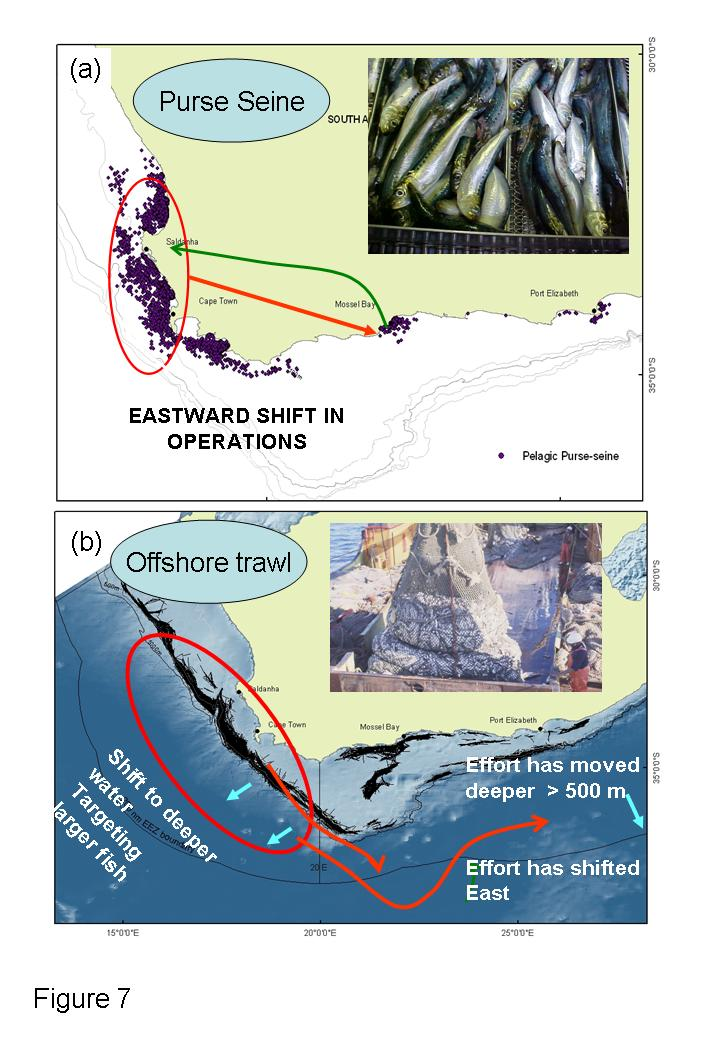 (a)
Purse Seine
SOUTH A
30°0'0"S
Saldanha
Cape Town
Mossel Bay
Port Elizabeth
35°0'0"S
EASTWARD SHIFT IN
OPERATIONS
Pelagic Purse-seine
(b)
Offshore trawl
30°0'0"S
Saldanha
Cape Town
Mossel Bay
Port Elizabeth
35°0'0"S
Effort has moved
deeper > 500 m
Shift to deeper
water
Targeting
larger fish
nm EEZ boundary
20 E
Effort has shifted
East
15°0'0"E
20°0'0"E
25°0'0"E
Figure 7